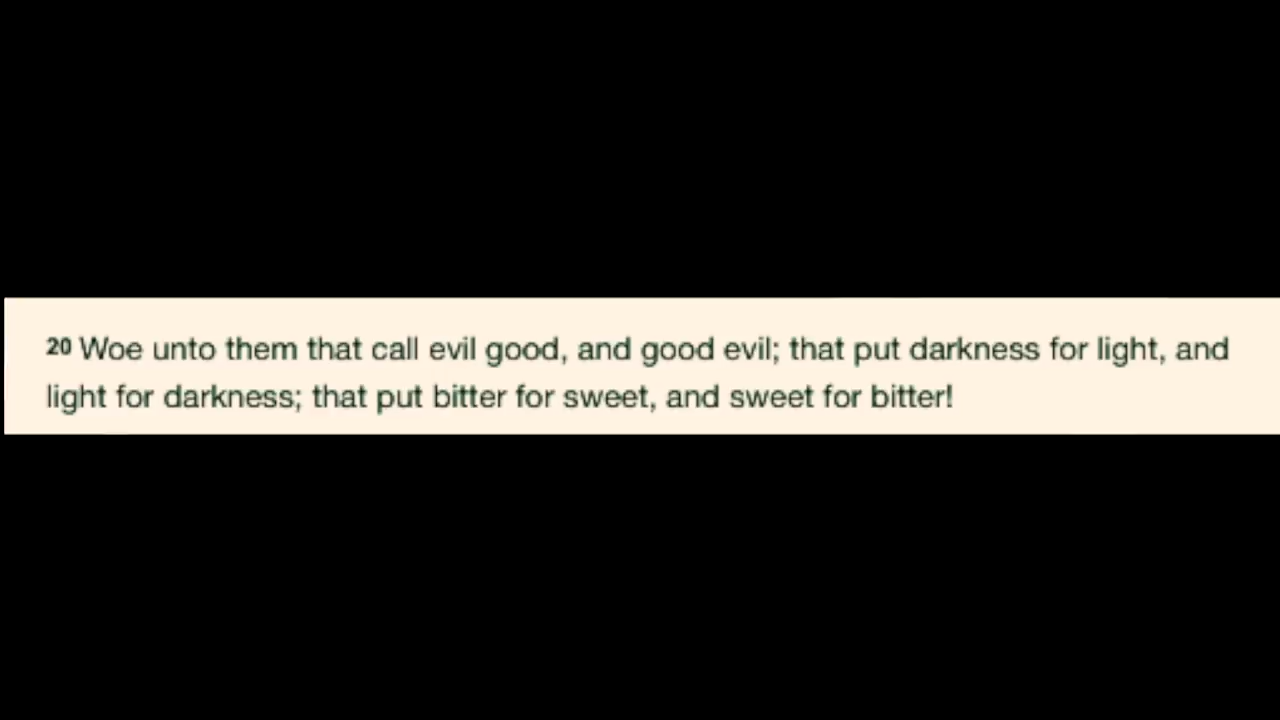 20 Woe unto them that call evil good, and good evil; that put darkness for light, and
light for darkness; that put bitter for sweet, and sweet for bitter!